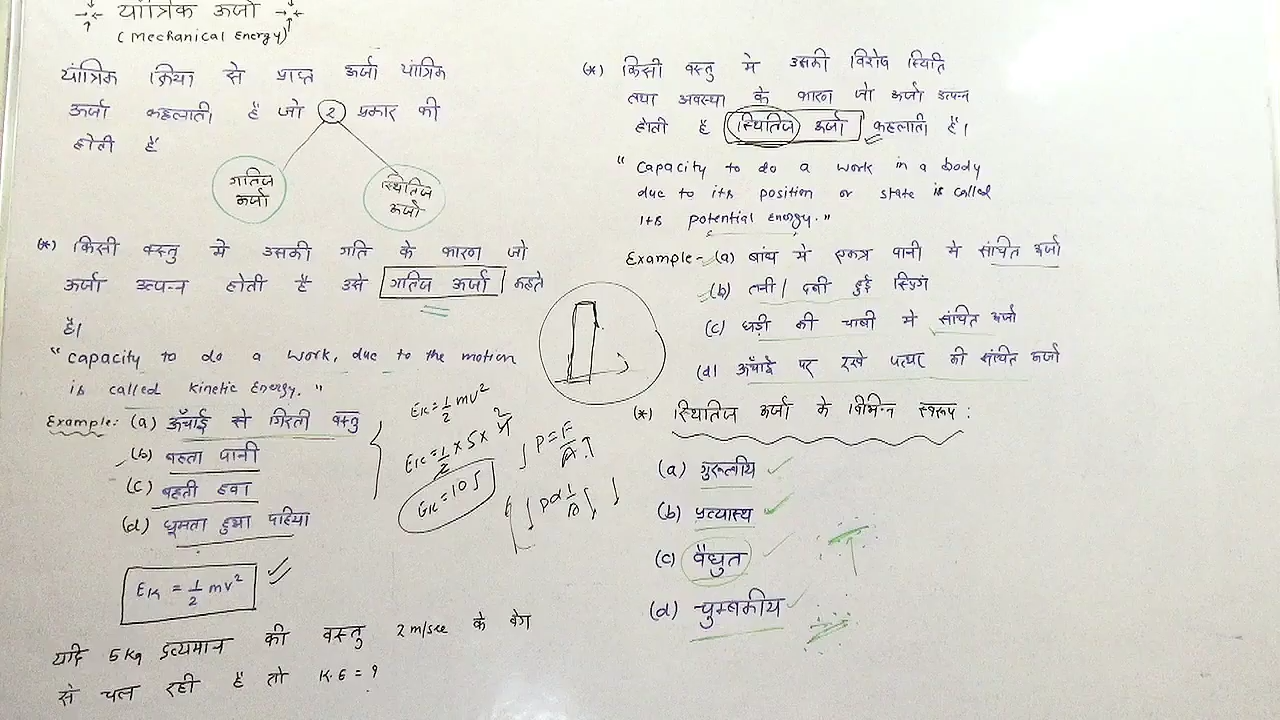 यांत्रिक ऊर्जा
(Mechanical Energy)
यांत्रिक क्रिया से प्राप्त ऊर्जा यांत्रिक
ऊर्जा कहलाती है जो 2 प्रकार की
होती है
गतिज
ऊर्जा
स्थितिज
ऊर्जा
(*) किसी वस्तु मे उसकी गति के कारण जो
ऊर्जा उत्पन्न होती है उसे गतिज ऊर्जा कहते
है।
"capacity to do a work, due to the motion
is called kinetic Energy."
Example: (a) ऊँचाई से गिरती वस्तु
(b) बहता पानी
(c) बहती हवा
(d) घूमता हुआ पहिया
EK = 1/2 mv²
यदि 5 Kg द्रव्यमान की वस्तु 2 m/sec के वेग
से चल रही है तो K.E = ?
EK = 1/2 mv²
EK = 1/2 × 5 ×
EK = 10 J
P = F/A
P α 1/A
(*) किसी वस्तु मे उसकी विशेष स्थिति
तथा अवस्था के कारण जो ऊर्जा उत्पन्न
होती है स्थितिज ऊर्जा कहलाती है।
"capacity to do a work in a body
due to its position or state is called
its potential energy."
Example- (a) बांध मे एकत्र पानी मे संचित ऊर्जा
(b) तनी / दबी हुई स्प्रिंग
(c) घड़ी की चाबी मे संचित ऊर्जा
(d) ऊँचाई पर रखे पत्थर की संचित ऊर्जा
(*) स्थितिज ऊर्जा के विभिन्न स्वरूप :
(a) गुरुत्वीय
(b) प्रत्यास्थ
(c) वैद्युत
(d) चुम्बकीय